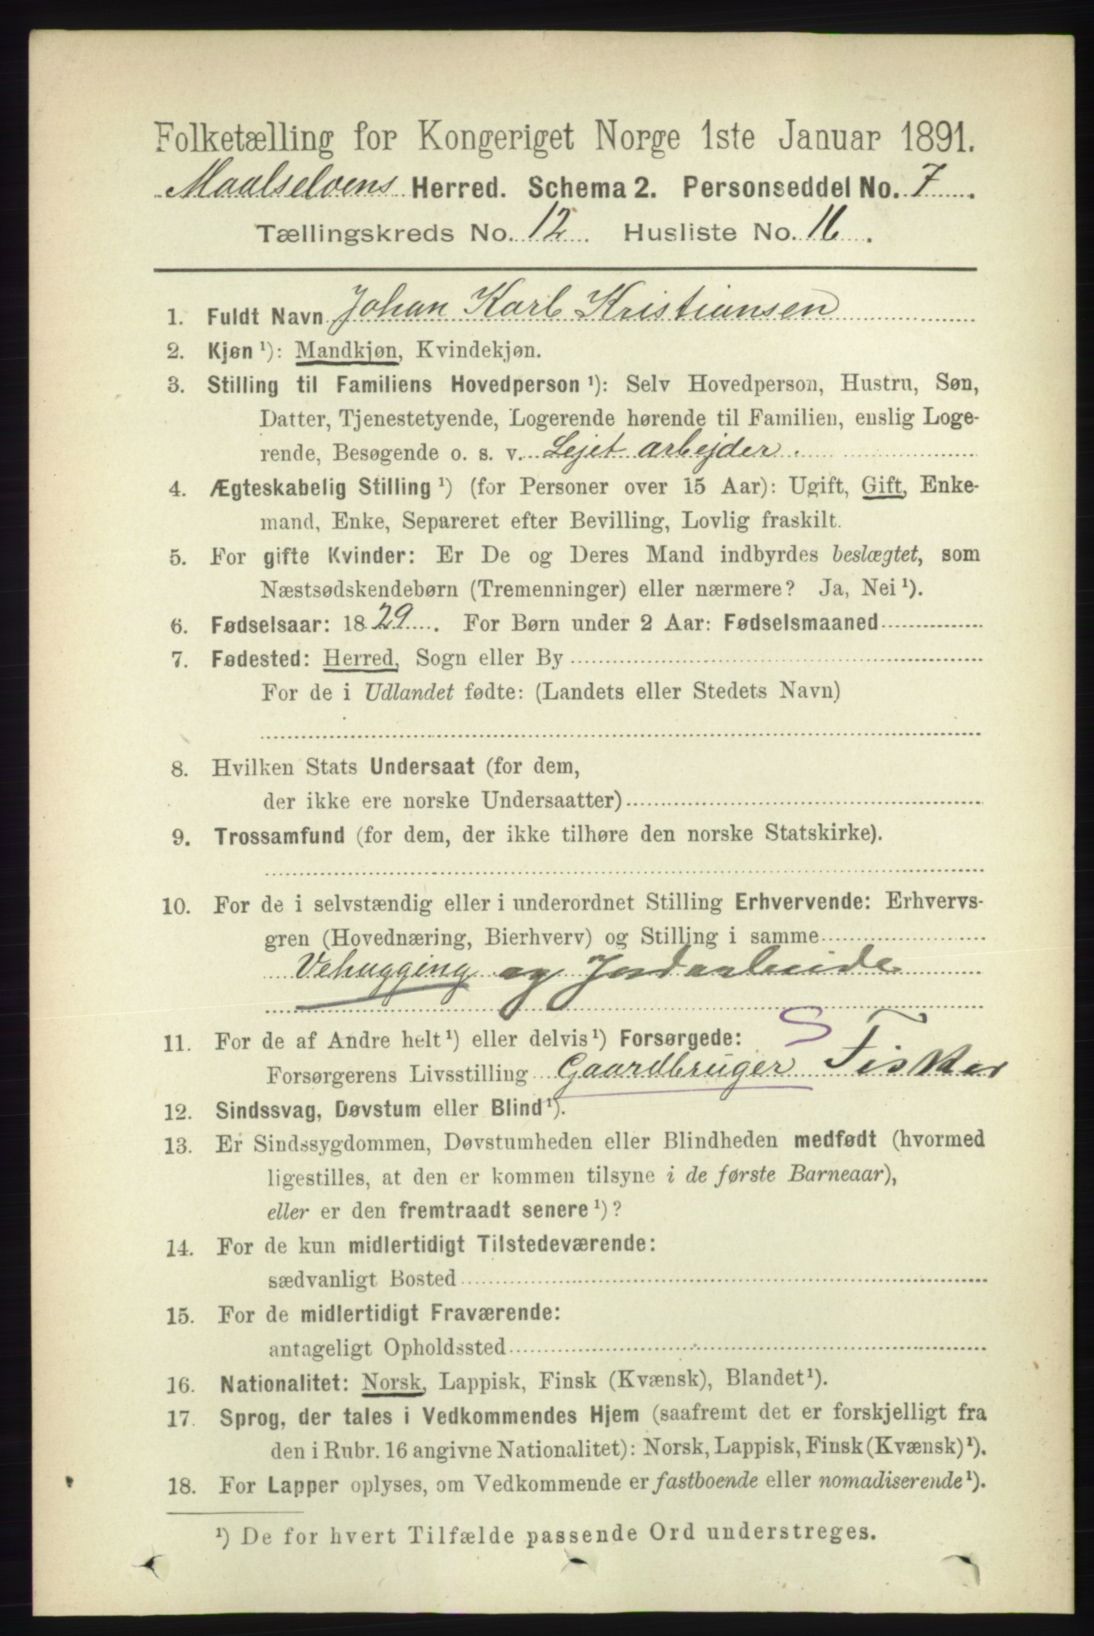 Folketælling for Kongeriget Norge 1ste Januar 1891.
Maalselvens Herred. Schema 2. Personseddel No. 7.
Tællingskreds No. 12. Husliste No. 16.
1. Fuldt Navn Johan Karl Kristiansen
2. Kjøn ¹): Mandkjøn, Kvindekjøn.
3. Stilling til Familiens Hovedperson ¹): Selv Hovedperson, Hustru, Søn,
Datter, Tjenestetyende, Logerende hørende til Familien, enslig Loge-
rende, Besøgende o. s. v. Lejet arbejder.
4. Ægteskabelig Stilling ¹) (for Personer over 15 Aar): Ugift, Gift, Enke-
mand, Enke, Separeret efter Bevilling, Lovlig fraskilt.
5. For gifte Kvinder: Er De og Deres Mand indbyrdes beslægtet, som
Næstsødskendebørn (Tremenninger) eller nærmere? Ja, Nei ¹).
6. Fødselsaar: 1829. For Børn under 2 Aar: Fødselsmaaned
7. Fødested: Herred, Sogn eller By
For de i Udlandet fødte: (Landets eller Stedets Navn)
8. Hvilken Stats Undersaat (for dem,
der ikke ere norske Undersaatter)
9. Trossamfund (for dem, der ikke tilhøre den norske Statskirke).
10. For de i selvstændig eller i underordnet Stilling Erhvervende: Erhvervs-
gren (Hovednæring, Bierhverv) og Stilling i samme
Vehugging og Jordarbeide
11. For de af Andre helt ¹) eller delvis ¹) Forsørgede: S
Forsørgerens Livsstilling Gaardbruger Fisker
12. Sindssvag, Døvstum eller Blind ¹).
13. Er Sindssygdommen, Døvstumheden eller Blindheden medfødt (hvormed
ligestilles, at den er kommen tilsyne i de første Barneaar),
eller er den fremtraadt senere ¹)?
14. For de kun midlertidigt Tilstedeværende:
sædvanligt Bosted
15. For de midlertidigt Fraværende:
antageligt Opholdssted
16. Nationalitet: Norsk, Lappisk, Finsk (Kvænsk), Blandet ¹).
17. Sprog, der tales i Vedkommendes Hjem (saafremt det er forskjelligt fra
den i Rubr. 16 angivne Nationalitet): Norsk, Lappisk, Finsk (Kvænsk) ¹).
18. For Lapper oplyses, om Vedkommende er fastboende eller nomadiserende ¹).
¹) De for hvert Tilfælde passende Ord understreges.